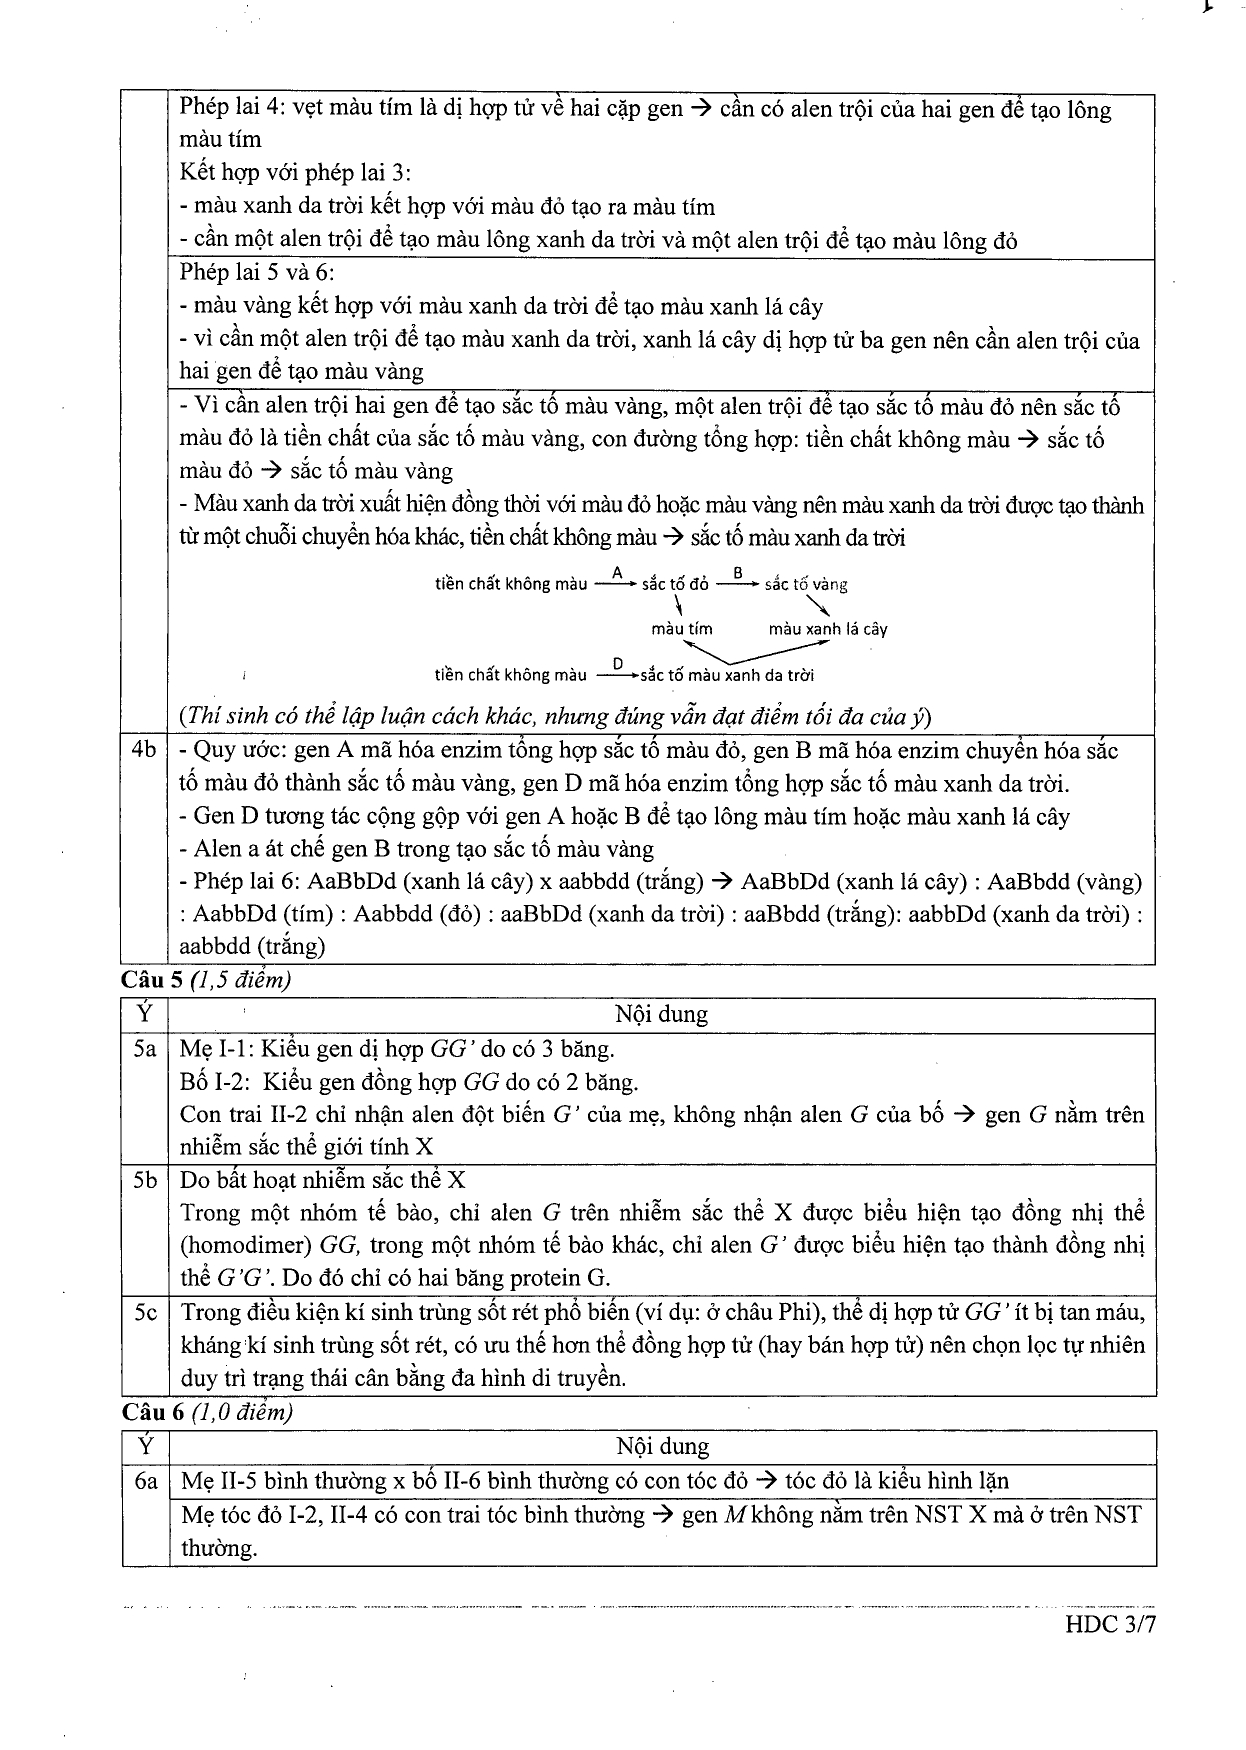 Phép lai 4: vẹt màu tím là dị hợp tử về hai cặp gen → cần có alen trội của hai gen để tạo lông
màu tím
Kết hợp với phép lai 3:
- màu xanh da trời kết hợp với màu đỏ tạo ra màu tím
- cần một alen trội để tạo màu lông xanh da trời và một alen trội để tạo màu lông đỏ
Phép lai 5 và 6:
- màu vàng kết hợp với màu xanh da trời để tạo màu xanh lá cây
- vì cần một alen trội để tạo màu xanh da trời, xanh lá cây dị hợp tử ba gen nên cần alen trội của
hai gen để tạo màu vàng
- Vì cần alen trội hai gen để tạo sắc tố màu vàng, một alen trội để tạo sắc tố màu đỏ nên sắc tố
màu đỏ là tiền chất của sắc tố màu vàng, con đường tổng hợp: tiền chất không màu → sắc tố
màu đỏ → sắc tố màu vàng
- Màu xanh da trời xuất hiện đồng thời với màu đỏ hoặc màu vàng nên màu xanh da trời được tạo thành
từ một chuỗi chuyển hóa khác, tiền chất không màu → sắc tố màu xanh da trời
tiền chất không màu A → sắc tố đỏ B → sắc tố vàng
màu tím màu xanh lá cây
tiền chất không màu D → sắc tố màu xanh da trời
(Thí sinh có thể lập luận cách khác, nhưng đúng vẫn đạt điểm tối đa của ý)
4b - Quy ước: gen A mã hóa enzim tổng hợp sắc tố màu đỏ, gen B mã hóa enzim chuyển hóa sắc
tố màu đỏ thành sắc tố màu vàng, gen D mã hóa enzim tổng hợp sắc tố màu xanh da trời.
- Gen D tương tác cộng gộp với gen A hoặc B để tạo lông màu tím hoặc màu xanh lá cây
- Alen a át chế gen B trong tạo sắc tố màu vàng
- Phép lai 6: AaBbDd (xanh lá cây) x aabbdd (trắng) → AaBbDd (xanh lá cây) : AaBbdd (vàng)
: AabbDd (tím) : Aabbdd (đỏ) : aaBbDd (xanh da trời) : aaBbdd (trắng): aabbDd (xanh da trời) :
aabbdd (trắng)
Câu 5 (1,5 điểm)
Ý Nội dung
5a Mẹ I-1: Kiểu gen dị hợp GG’ do có 3 băng.
Bố I-2: Kiểu gen đồng hợp GG do có 2 băng.
Con trai II-2 chỉ nhận alen đột biến G’ của mẹ, không nhận alen G của bố → gen G nằm trên
nhiễm sắc thể giới tính X
5b Do bất hoạt nhiễm sắc thể X
Trong một nhóm tế bào, chỉ alen G trên nhiễm sắc thể X được biểu hiện tạo đồng nhị thể
(homodimer) GG, trong một nhóm tế bào khác, chỉ alen G’ được biểu hiện tạo thành đồng nhị
thể G’G’. Do đó chỉ có hai băng protein G.
5c Trong điều kiện kí sinh trùng sốt rét phổ biến (ví dụ: ở châu Phi), thể dị hợp tử GG’ ít bị tan máu,
kháng kí sinh trùng sốt rét, có ưu thế hơn thể đồng hợp tử (hay bán hợp tử) nên chọn lọc tự nhiên
duy trì trạng thái cân bằng đa hình di truyền.
Câu 6 (1,0 điểm)
Ý Nội dung
6a Mẹ II-5 bình thường x bố II-6 bình thường có con tóc đỏ → tóc đỏ là kiểu hình lặn
Mẹ tóc đỏ I-2, II-4 có con trai tóc bình thường → gen M không nằm trên NST X mà ở trên NST
thường.
HDC 3/7